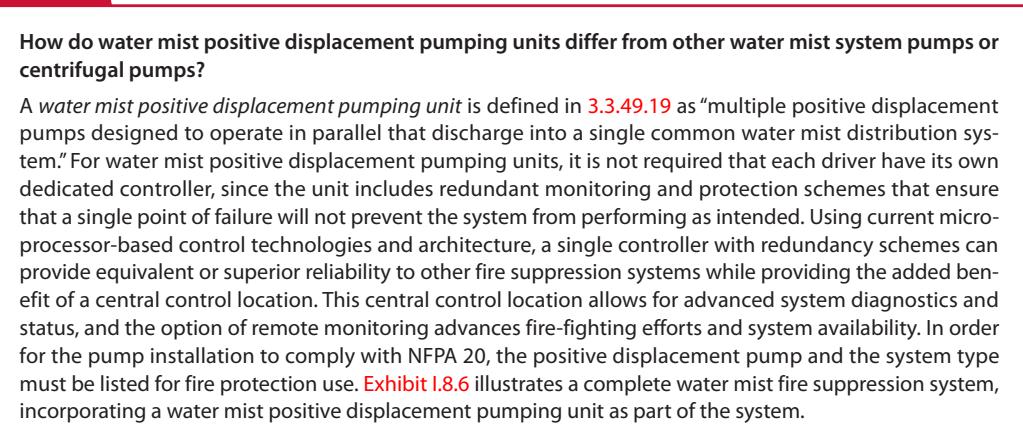 How do water mist positive displacement pumping units differ from other water mist system pumps or
centrifugal pumps?
A water mist positive displacement pumping unit is defined in 3.3.49.19 as “multiple positive displacement
pumps designed to operate in parallel that discharge into a single common water mist distribution sys-
tem.” For water mist positive displacement pumping units, it is not required that each driver have its own
dedicated controller, since the unit includes redundant monitoring and protection schemes that ensure
that a single point of failure will not prevent the system from performing as intended. Using current micro-
processor-based control technologies and architecture, a single controller with redundancy schemes can
provide equivalent or superior reliability to other fire suppression systems while providing the added ben-
efit of a central control location. This central control location allows for advanced system diagnostics and
status, and the option of remote monitoring advances fire-fighting efforts and system availability. In order
for the pump installation to comply with NFPA 20, the positive displacement pump and the system type
must be listed for fire protection use. Exhibit I.8.6 illustrates a complete water mist fire suppression system,
incorporating a water mist positive displacement pumping unit as part of the system.